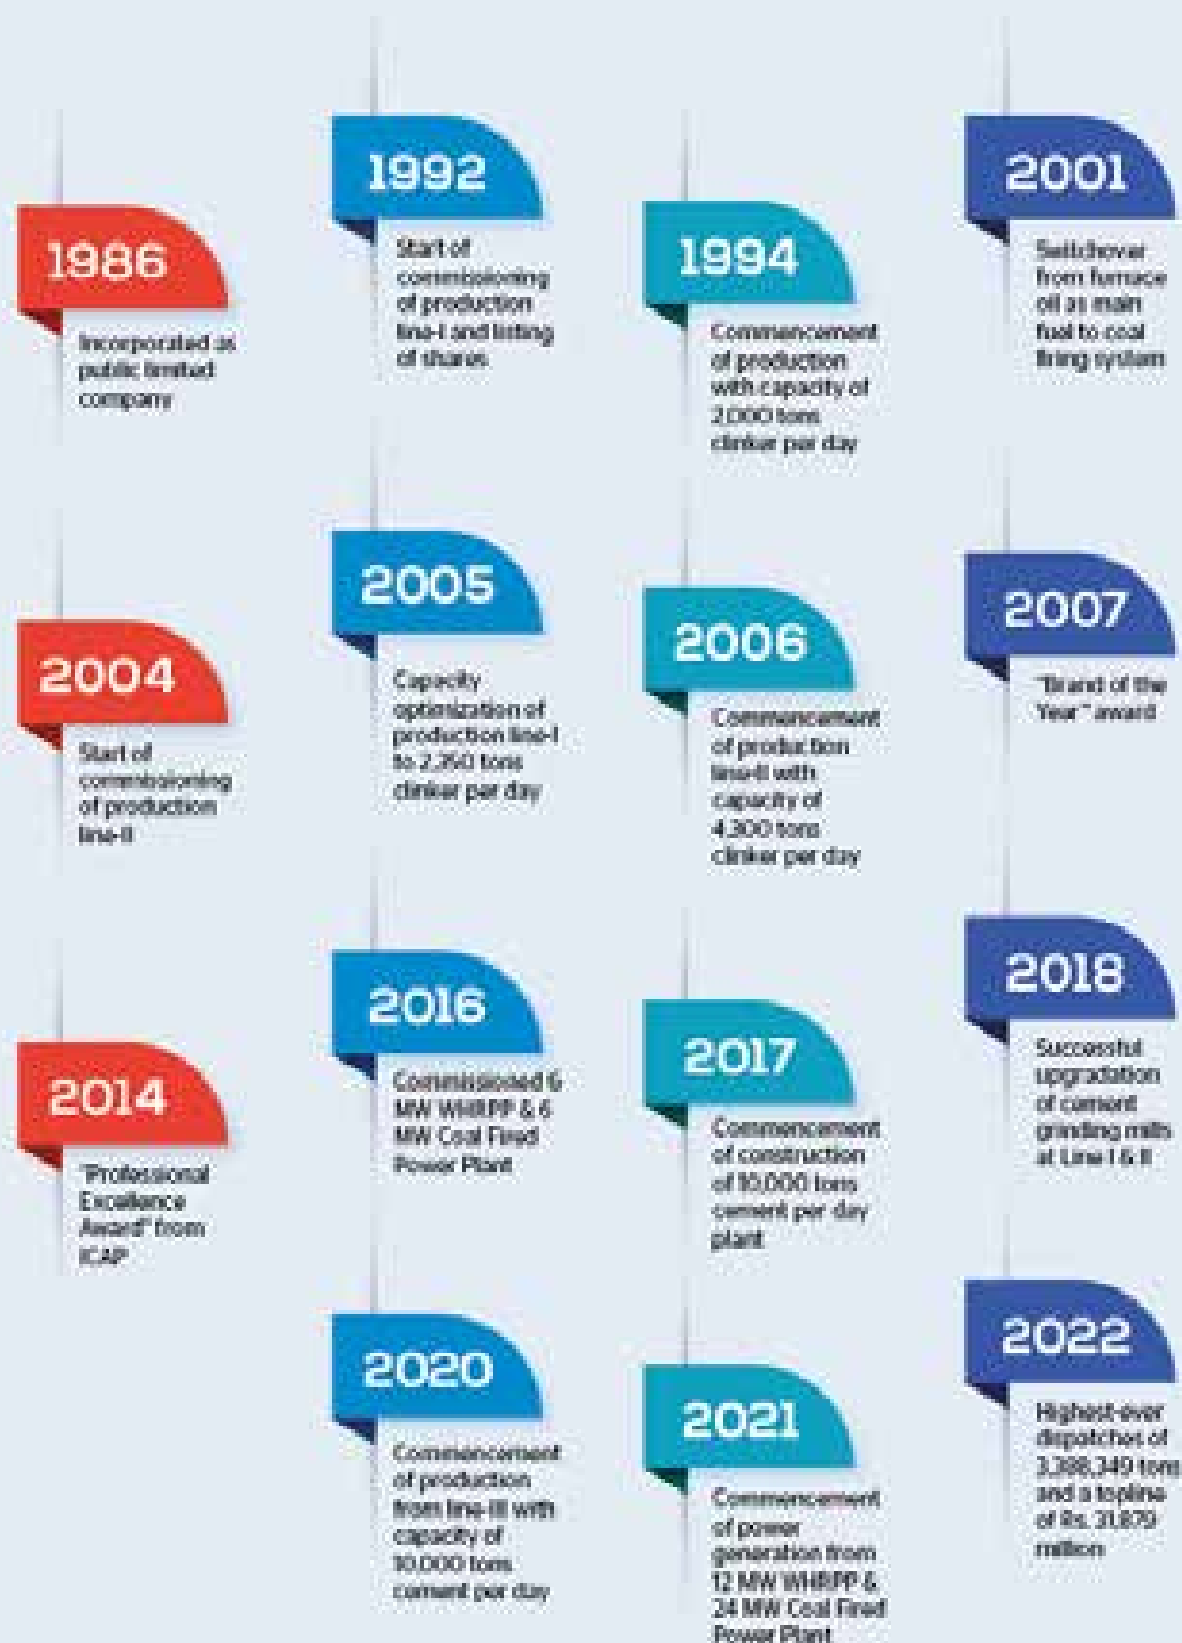 1986
Incorporated as
public limited
company
1992
Start of
commissioning
of production
line-I and listing
of shares
1994
Commencement
of production
with capacity of
2,000 tons
clinker per day
2001
Switchover
from furnace
oil as main
fuel to coal
firing system
2004
Start of
commissioning
of production
line-II
2005
Capacity
optimization of
production line-I
to tons
clinker per day
2006
Commencement
of production
line-II with
capacity of
4,300 tons
clinker per day
2007
"Brand of the
Year" award
2014
"Professional
Excellence
Award" from
ICAP
2016
Commissioned 6
MW WHRPP & 6
MW Coal Fired
Power Plant
2017
Commencement
of construction
of 10,000 tons
cement per day
plant
2018
Successful
upgradation
of cement
grinding mills
at Line I & II
2020
Commencement
of production
from line-III with
capacity of
10,000 tons
cement per day
2021
Commencement
of power
generation from
12 MW WHRPP &
24 MW Coal Fired
Power Plant
2022
Highest-ever
dispatches of
tons
and a topline
of Rs.
million